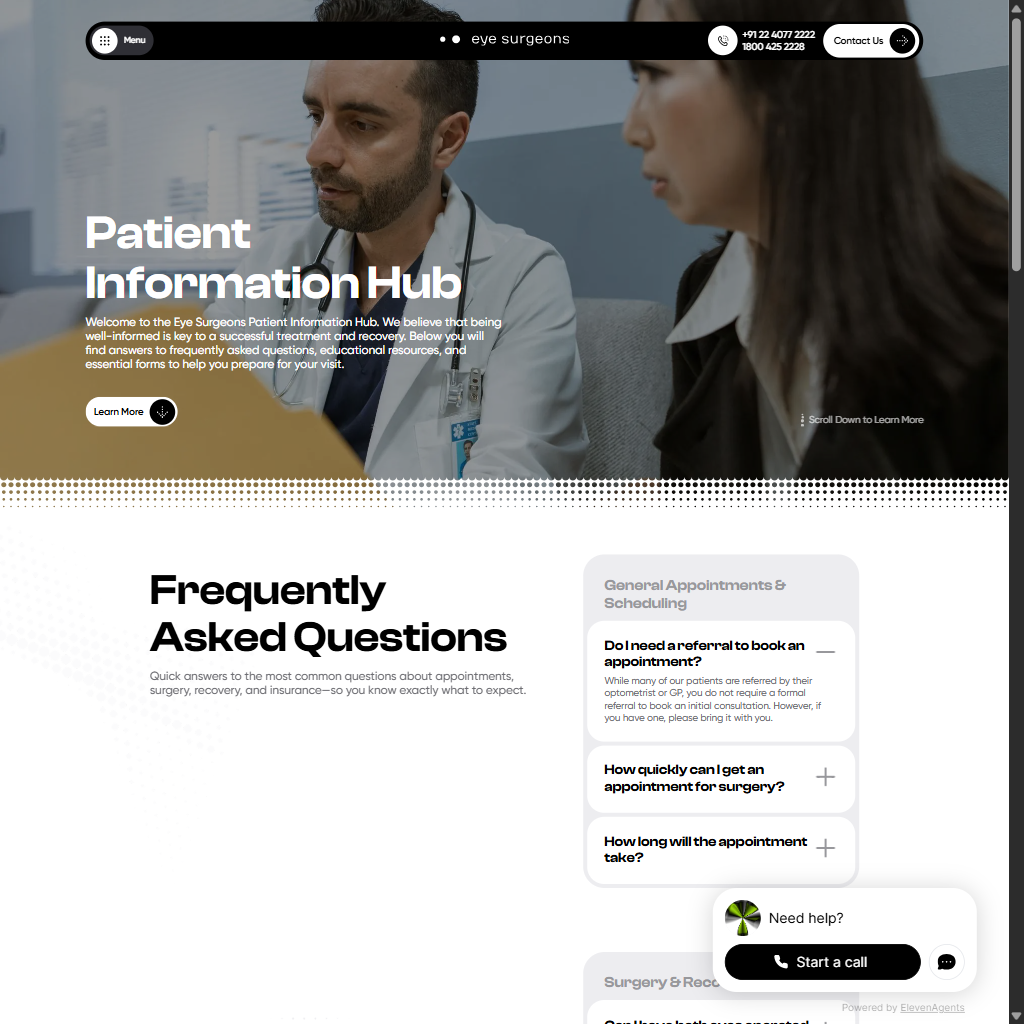 Menu
eye surgeons
+91 22 4077 2222
1800 425 2228
Contact Us
Patient
Information Hub
Welcome to the Eye Surgeons Patient Information Hub. We believe that being
well-informed is key to a successful treatment and recovery. Below you will
find answers to frequently asked questions, educational resources, and
essential forms to help you prepare for your visit.
Learn More
Scroll Down to Learn More
Frequently
Asked Questions
Quick answers to the most common questions about appointments,
surgery, recovery, and insurance—so you know exactly what to expect.
General Appointments &
Scheduling
Do I need a referral to book an
appointment?
While many of our patients are referred by their
optometrist or GP, you do not require a formal
referral to book an initial consultation. However, if
you have one, please bring it with you.
How quickly can I get an
appointment for surgery?
How long will the appointment
take?
Need help?
Start a call
Surgery &
Powered by ElevenAgents